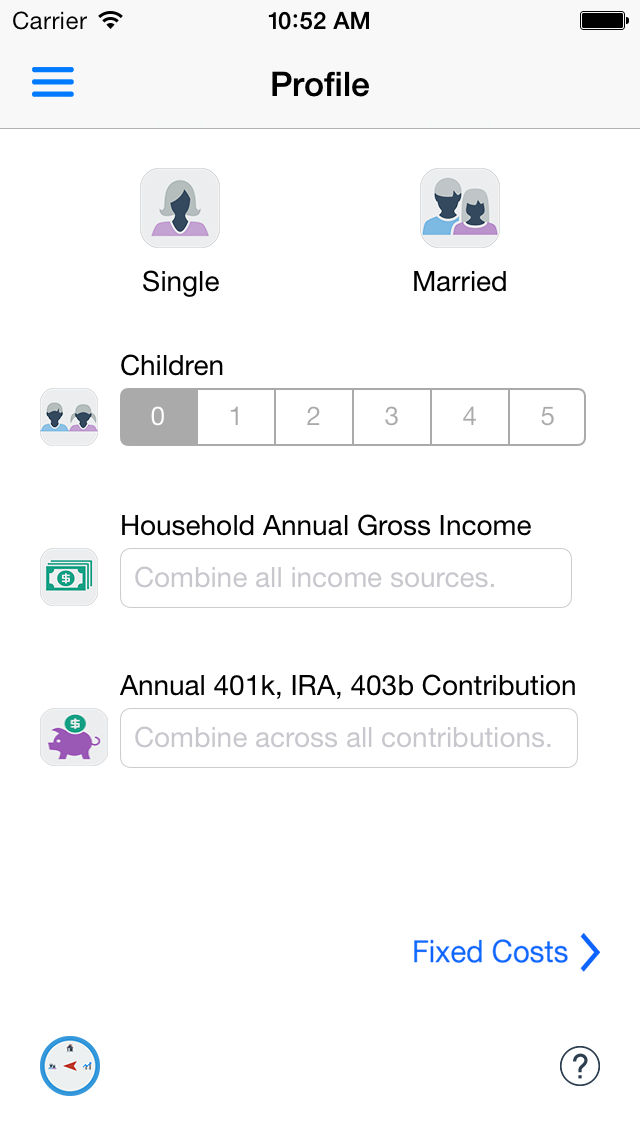 Carrier 10:52 AM
Profile
Single Married
Children
0 1 2 3 4 5
Household Annual Gross Income
$ Combine all income sources.
Annual 401k, IRA, 403b Contribution
$ Combine across all contributions.
Fixed Costs
?